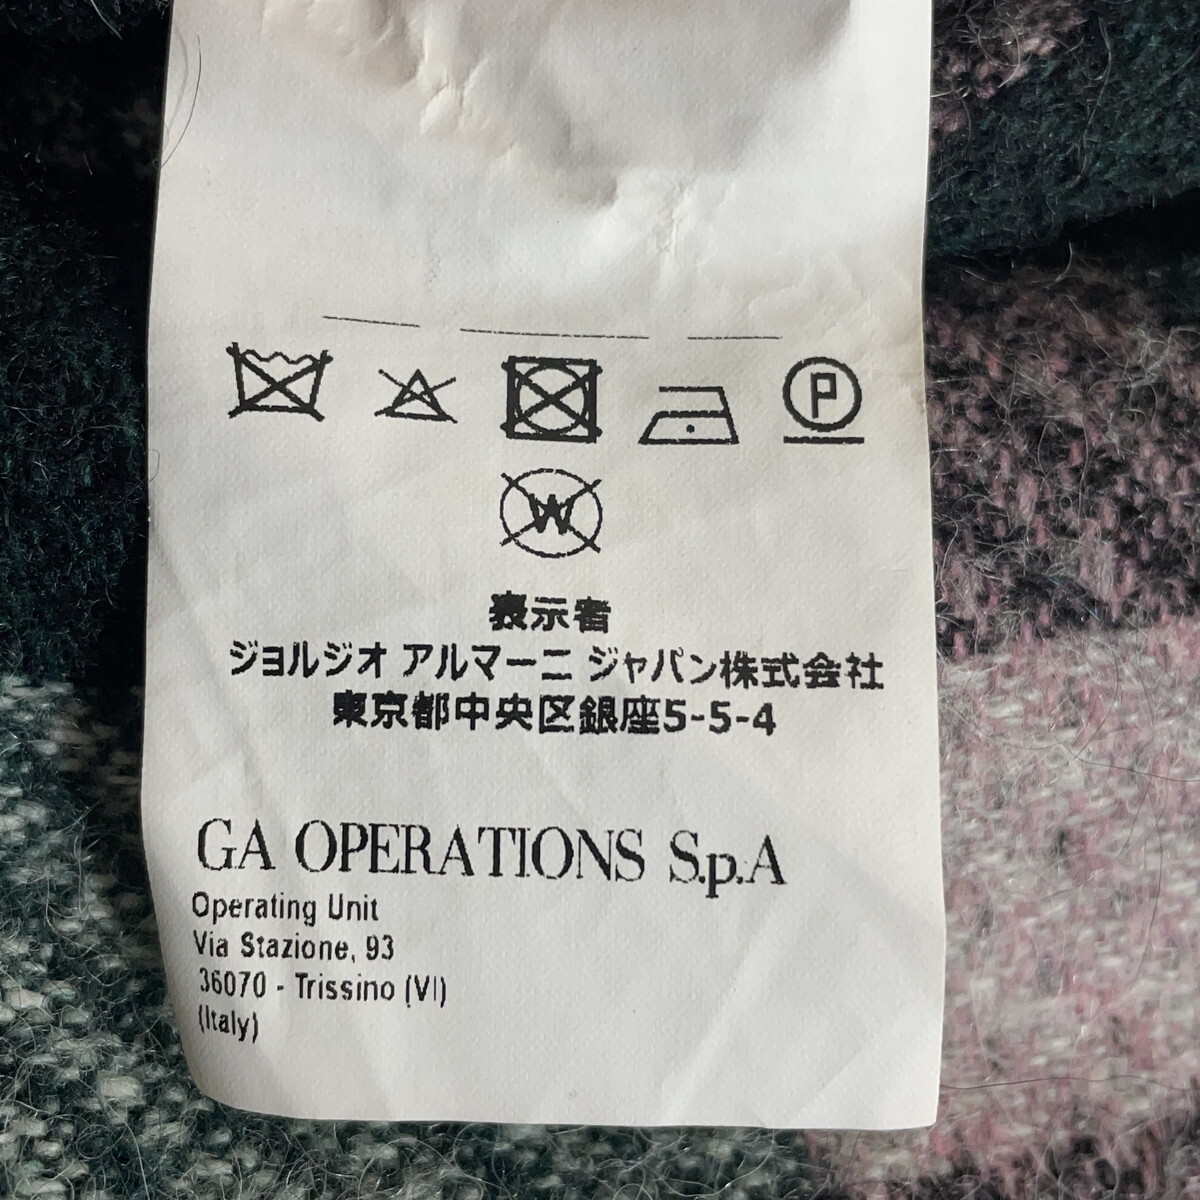 P
W
表示者
ジョルジオ アルマーニ ジャパン株式会社
東京都中央区銀座5-5-4
GA OPERATIONS S.p.A
Operating Unit
Via Stazione, 93
36070 - Trissino (VI)
(Italy)